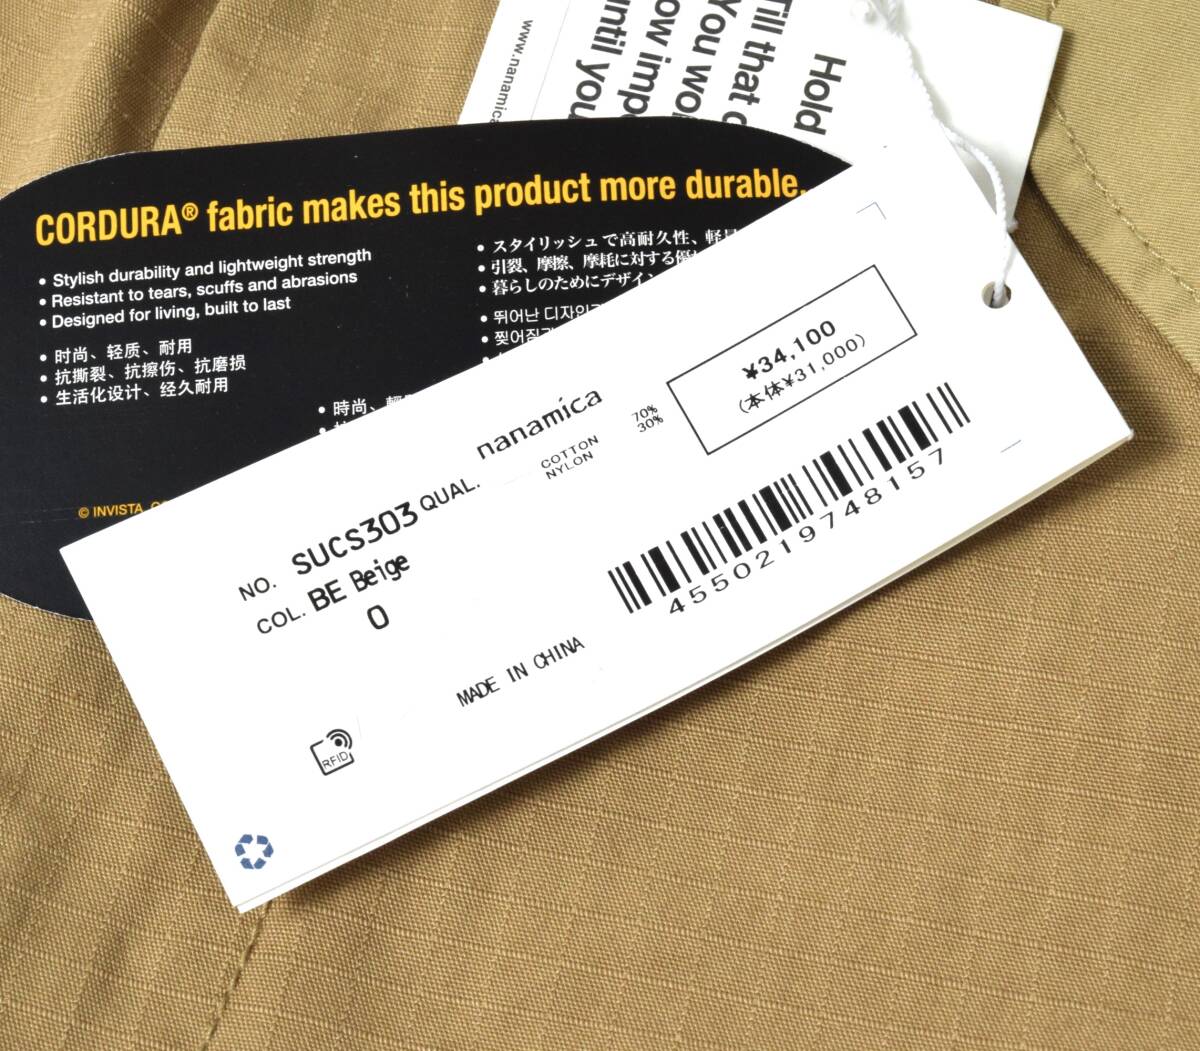 www.nanamica
Hold
Till that
You
ow
until you
CORDURA® fabric makes this product more durable.
• Stylish durability and lightweight strength
• Resistant to tears, scuffs and abrasions
• Designed for living, built to last
• スタイリッシュで高耐久性、軽
• 引裂、摩擦、摩耗に対する優
• 暮らしのためにデザイン
• 뛰어난 디자인
• 찢어짐
• 时尚、轻质、耐用
• 抗撕裂、抗擦伤、抗磨损
• 生活化设计、经久耐用
• 時尚、
© INVISTA
¥34,100
(本体¥31,000)
nanamica
COTTON 70%
NYLON 30%
NO. SUCS303 QUAL.
COL. BE Beige
0
4550219748157
MADE IN CHINA
RFID